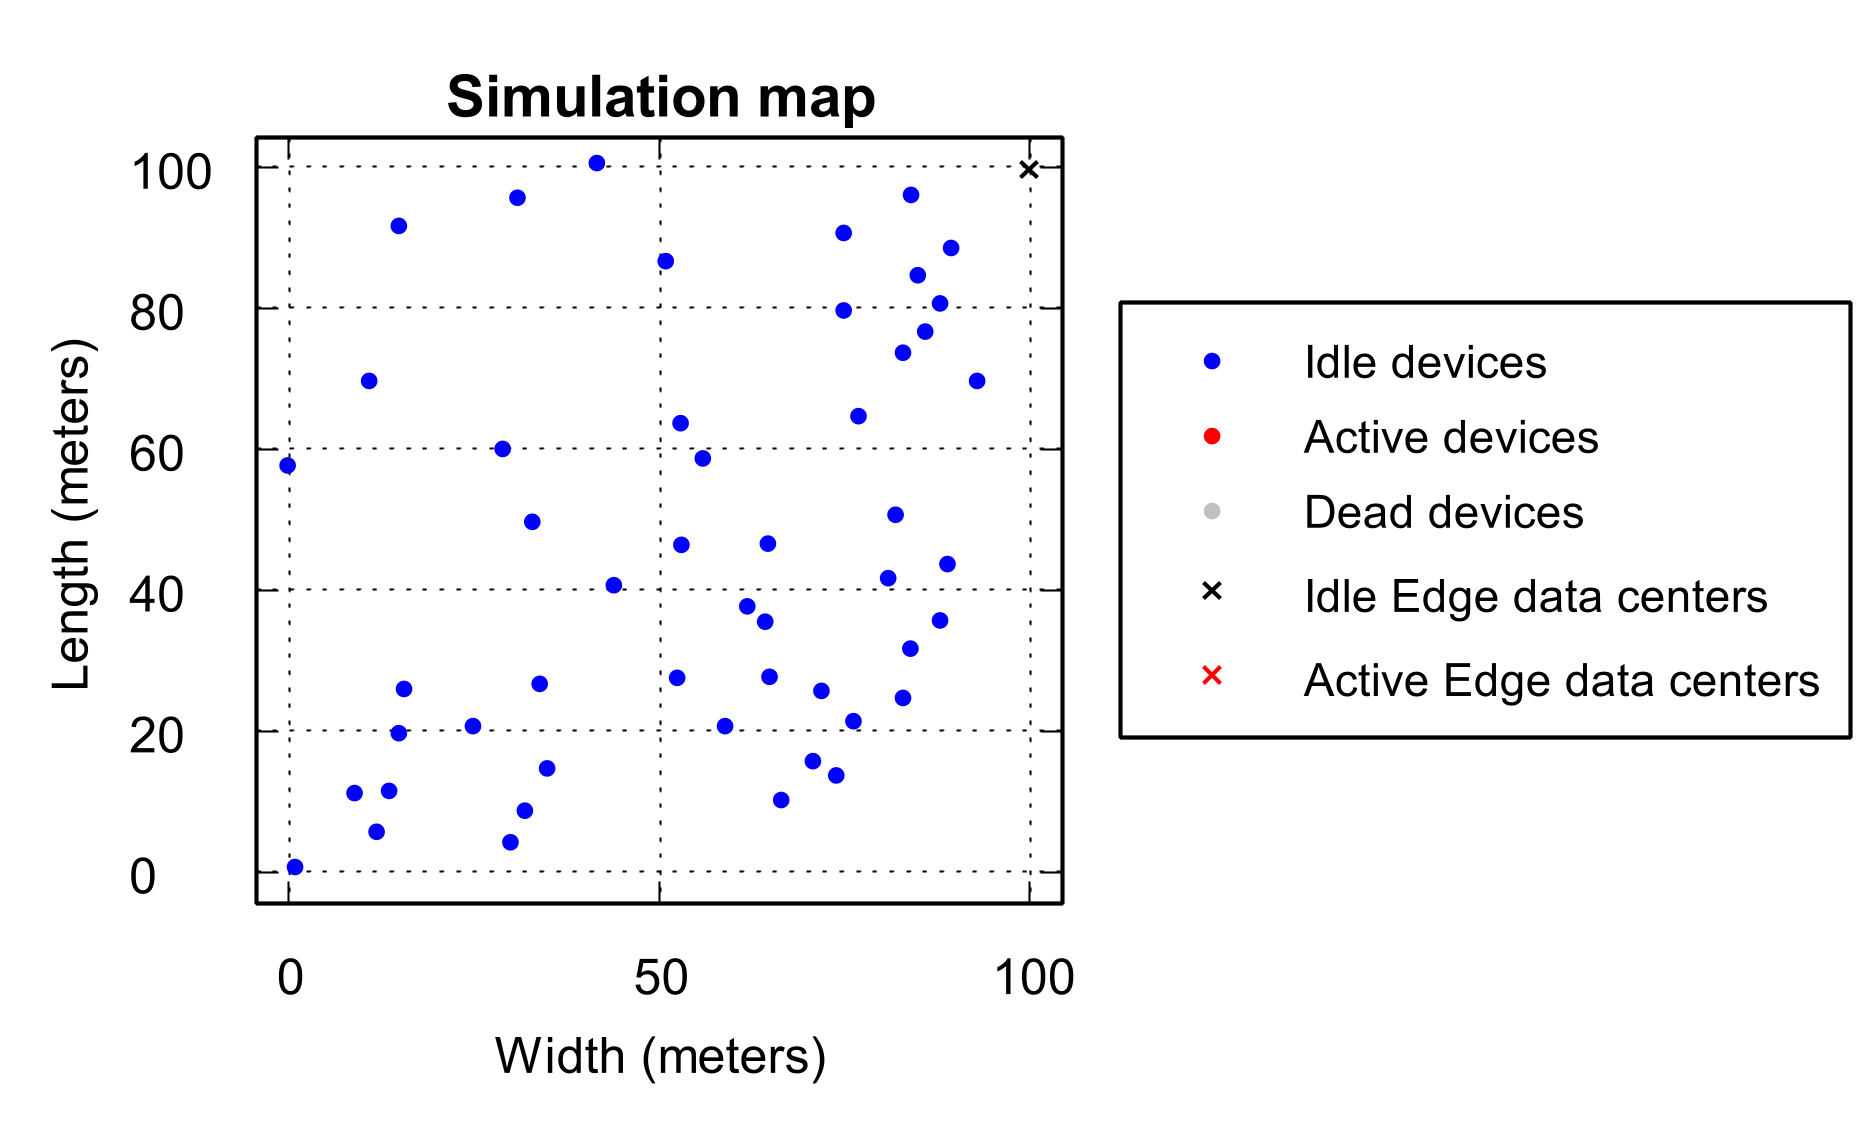 Simulation map
100
80
60
40
20
0
Length (meters)
0 50 100
Width (meters)
Idle devices
Active devices
Dead devices
Idle Edge data centers
Active Edge data centers